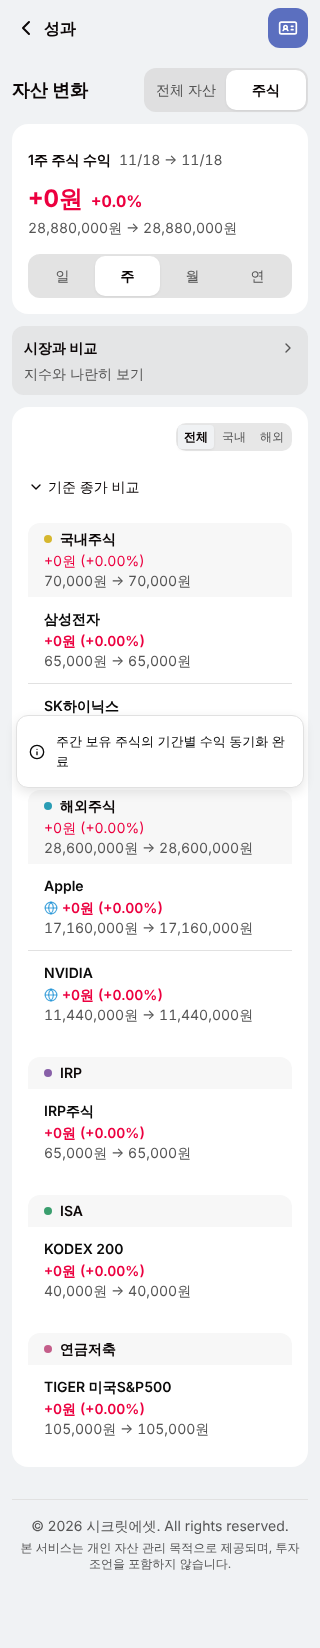 성과
자산 변화
전체 자산 주식
1주 주식 수익 11/18 → 11/18
+0원 +0.0%
28,880,000원 → 28,880,000원
일 주 월 연
시장과 비교
지수와 나란히 보기
전체 국내 해외
기준 종가 비교
국내주식
+0원 (+0.00%)
70,000원 → 70,000원
삼성전자
+0원 (+0.00%)
65,000원 → 65,000원
SK하이닉스
주간 보유 주식의 기간별 수익 동기화 완
료
해외주식
+0원 (+0.00%)
28,600,000원 → 28,600,000원
Apple
+0원 (+0.00%)
17,160,000원 → 17,160,000원
NVIDIA
+0원 (+0.00%)
11,440,000원 → 11,440,000원
IRP
IRP주식
+0원 (+0.00%)
65,000원 → 65,000원
ISA
KODEX 200
+0원 (+0.00%)
40,000원 → 40,000원
연금저축
TIGER 미국S&P500
+0원 (+0.00%)
105,000원 → 105,000원
© 2026 시크릿에셋. All rights reserved.
본 서비스는 개인 자산 관리 목적으로 제공되며, 투자
조언을 포함하지 않습니다.